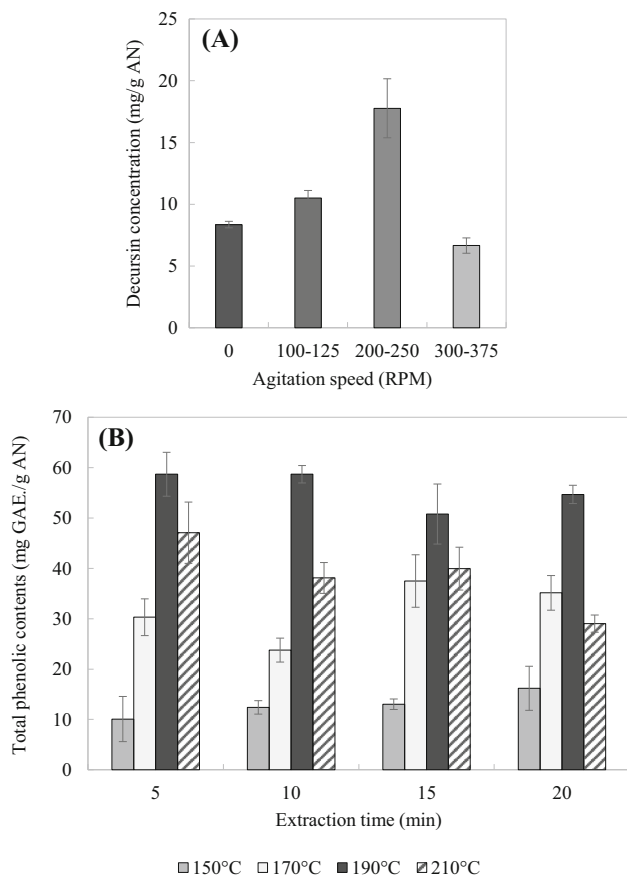 (A)
Decursin concentration (mg/g AN)
25
20
15
10
5
0
0 100-125 200-250 300-375
Agitation speed (RPM)
(B)
Total phenolic contents (mg GAE./g AN)
70
60
50
40
30
20
10
0
5 10 15 20
Extraction time (min)
150°C 170°C 190°C 210°C